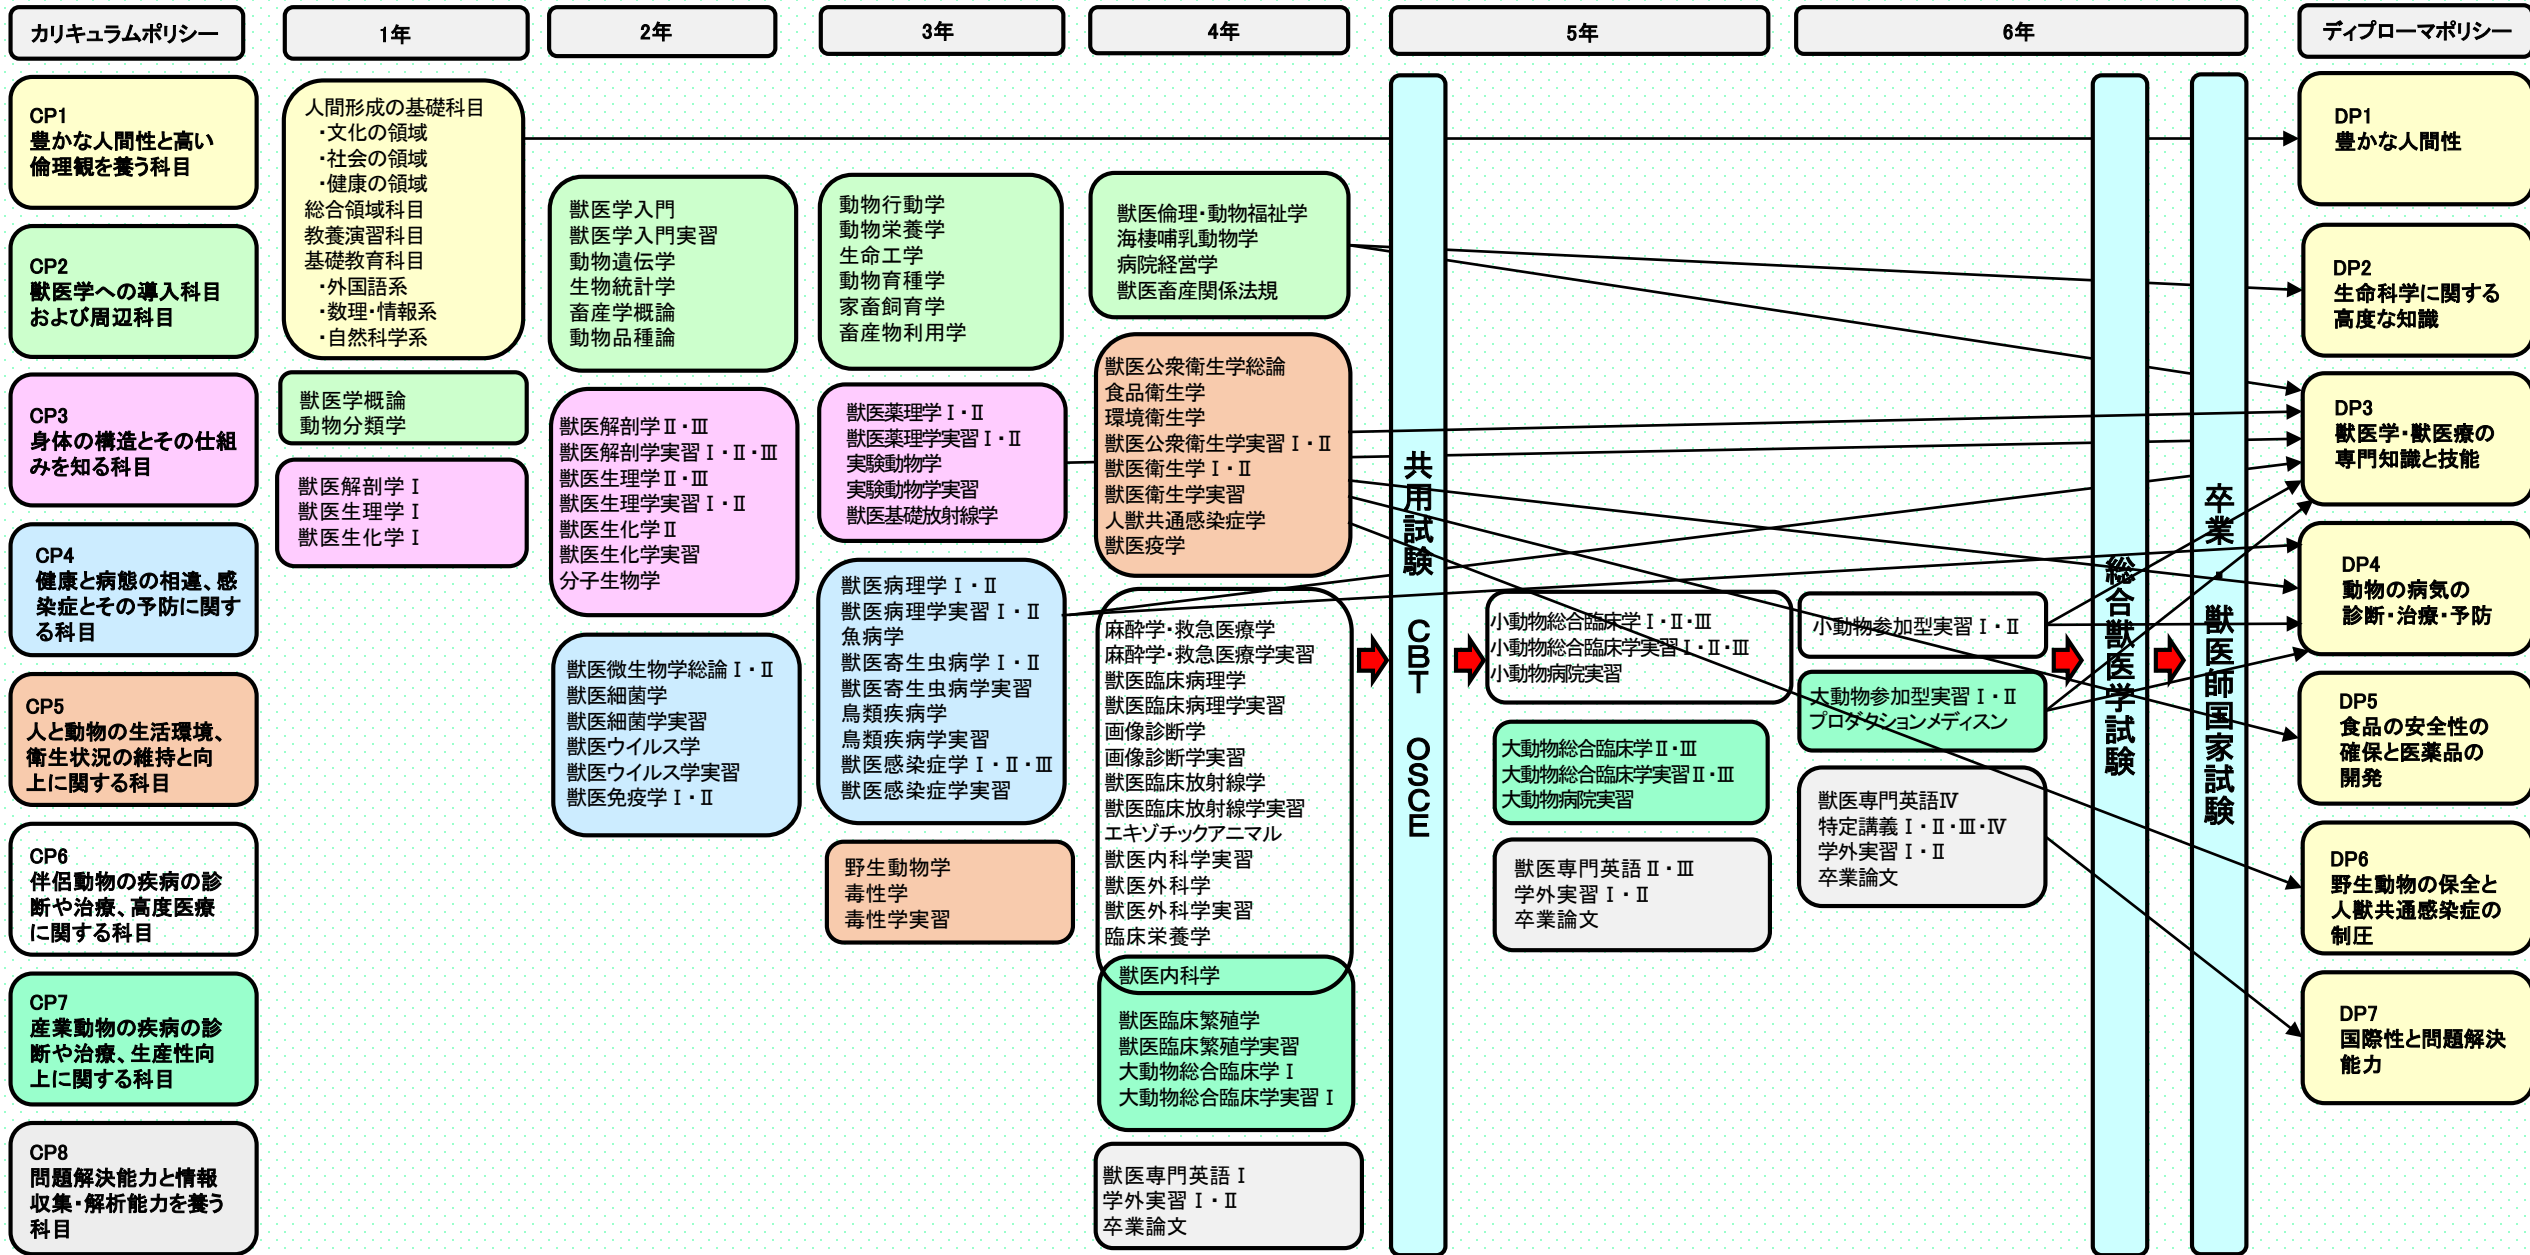 カリキュラムポリシー
1年
2年
3年
4年
5年
6年
ディプローマポリシー
CP1
豊かな人間性と高い
倫理観を養う科目
CP2
獣医学への導入科目
および周辺科目
CP3
身体の構造とその仕組
みを知る科目
CP4
健康と病態の相違、感
染症とその予防に関す
る科目
CP5
人と動物の生活環境、
衛生状況の維持と向
上に関する科目
CP6
伴侶動物の疾病の診
断や治療、高度医療
に関する科目
CP7
産業動物の疾病の診
断や治療、生産性向
上に関する科目
CP8
問題解決能力と情報
収集・解析能力を養う
科目
人間形成の基礎科目
・文化の領域
・社会の領域
・健康の領域
総合領域科目
教養演習科目
基礎教育科目
・外国語系
・数理・情報系
・自然科学系
獣医学概論
動物分類学
獣医解剖学Ⅰ
獣医生理学Ⅰ
獣医生化学Ⅰ
獣医学入門
獣医学入門実習
動物遺伝学
生物統計学
畜産学概論
動物品種論
獣医解剖学Ⅱ・Ⅲ
獣医解剖学実習Ⅰ・Ⅱ・Ⅲ
獣医生理学Ⅱ・Ⅲ
獣医生理学実習Ⅰ・Ⅱ
獣医生化学Ⅱ
獣医生化学実習
分子生物学
獣医微生物学総論Ⅰ・Ⅱ
獣医細菌学
獣医細菌学実習
獣医ウイルス学
獣医ウイルス学実習
獣医免疫学Ⅰ・Ⅱ
動物行動学
動物栄養学
生命工学
動物育種学
家畜飼育学
畜産物利用学
獣医薬理学Ⅰ・Ⅱ
獣医薬理学実習Ⅰ・Ⅱ
実験動物学
実験動物学実習
獣医基礎放射線学
獣医病理学Ⅰ・Ⅱ
獣医病理学実習Ⅰ・Ⅱ
魚病学
獣医寄生虫病学Ⅰ・Ⅱ
獣医寄生虫病学実習
鳥類疾病学
鳥類疾病学実習
獣医感染症学Ⅰ・Ⅱ・Ⅲ
獣医感染症学実習
野生動物学
毒性学
毒性学実習
獣医倫理・動物福祉学
海棲哺乳動物学
病院経営学
獣医畜産関係法規
獣医公衆衛生学総論
食品衛生学
環境衛生学
獣医公衆衛生学実習Ⅰ・Ⅱ
獣医衛生学Ⅰ・Ⅱ
獣医衛生学実習
人獣共通感染症学
獣医疫学
麻酔学・救急医療学
麻酔学・救急医療学実習
獣医臨床病理学
獣医臨床病理学実習
画像診断学
画像診断学実習
獣医臨床放射線学
獣医臨床放射線学実習
エキゾチックアニマル
獣医内科学実習
獣医外科学
獣医外科学実習
臨床栄養学
獣医内科学
獣医臨床繁殖学
獣医臨床繁殖学実習
大動物総合臨床学Ⅰ
大動物総合臨床学実習Ⅰ
獣医専門英語Ⅰ
学外実習Ⅰ・Ⅱ
卒業論文
共用試験 CBT OSCE
小動物総合臨床学Ⅰ・Ⅱ・Ⅲ
小動物総合臨床学実習Ⅰ・Ⅱ・Ⅲ
小動物病院実習
大動物総合臨床学Ⅱ・Ⅲ
大動物総合臨床学実習Ⅱ・Ⅲ
大動物病院実習
獣医専門英語Ⅱ・Ⅲ
学外実習Ⅰ・Ⅱ
卒業論文
小動物参加型実習Ⅰ・Ⅱ
大動物参加型実習Ⅰ・Ⅱ
プロダクションメディスン
獣医専門英語Ⅳ
特定講義Ⅰ・Ⅱ・Ⅲ・Ⅳ
学外実習Ⅰ・Ⅱ
卒業論文
総合獣医学試験
卒業・獣医師国家試験
DP1
豊かな人間性
DP2
生命科学に関する
高度な知識
DP3
獣医学・獣医療の
専門知識と技能
DP4
動物の病気の
診断・治療・予防
DP5
食品の安全性の
確保と医薬品の
開発
DP6
野生動物の保全と
人獣共通感染症の
制圧
DP7
国際性と問題解決
能力